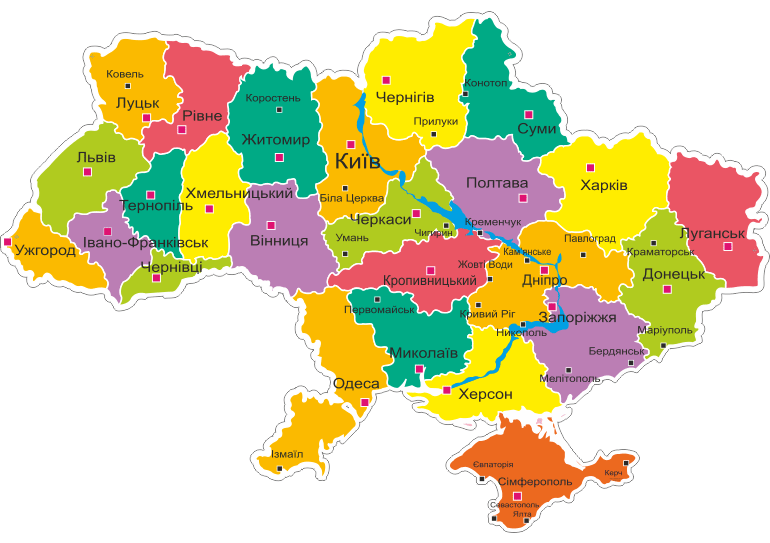 Ковель
Луцьк
Рівне
Коростень
Житомир
Чернігів
Прилуки
Конотоп
Суми
Київ
Біла Церква
Львів
Тернопіль
Хмельницький
Ужгород
Івано-Франківськ
Чернівці
Вінниця
Черкаси
Умань
Чигирин
Полтава
Кременчук
Харків
Луганськ
Краматорськ
Донецьк
Павлоград
Кам'янське
Жовті Води
Дніпро
Кропивницький
Первомайськ
Кривий Ріг
Нікополь
Запоріжжя
Маріуполь
Бердянськ
Мелітополь
Миколаїв
Одеса
Херсон
Ізмаїл
Євпаторія
Керч
Сімферополь
Севастополь
Ялта